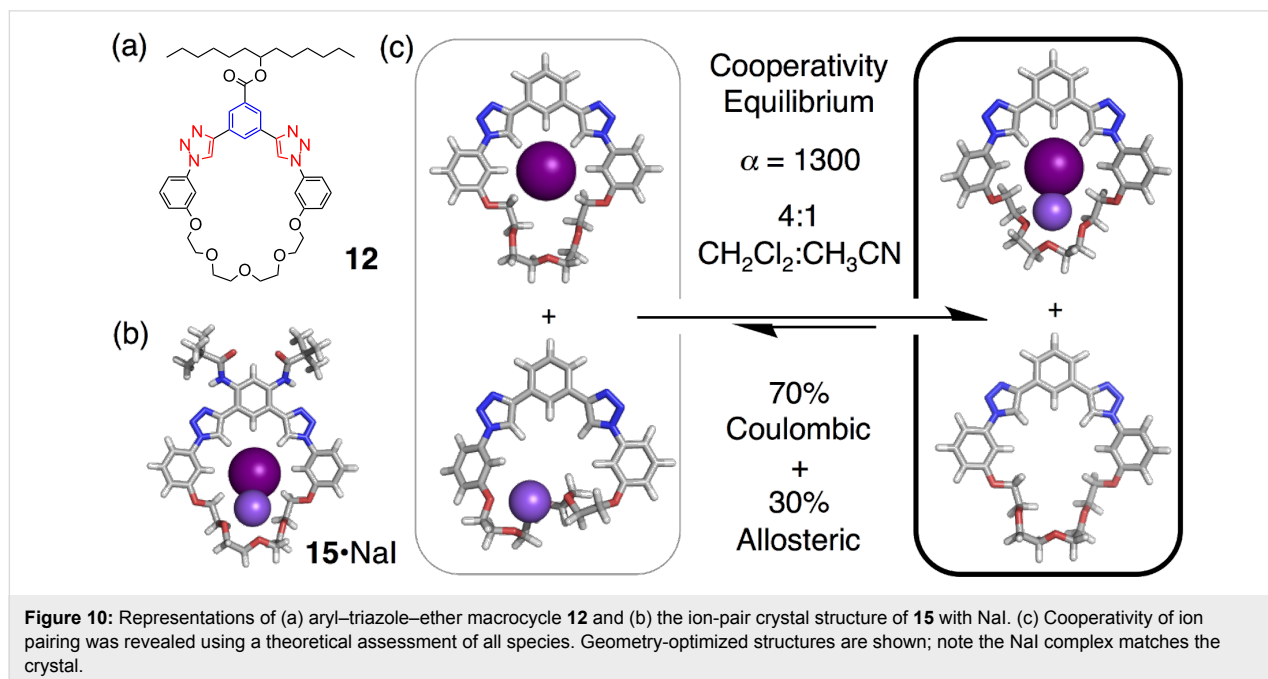 (a)
O
O
N
N
N
N
N
N
O
O
O
O
O
12
(b)
15•NaI
(c)
Cooperativity
Equilibrium
α = 1300
4:1
CH2Cl2:CH3CN
+
+
70%
Coulombic
+
30%
Allosteric
Figure 10: Representations of (a) aryl–triazole–ether macrocycle 12 and (b) the ion-pair crystal structure of 15 with NaI. (c) Cooperativity of ion
pairing was revealed using a theoretical assessment of all species. Geometry-optimized structures are shown; note the NaI complex matches the
crystal.